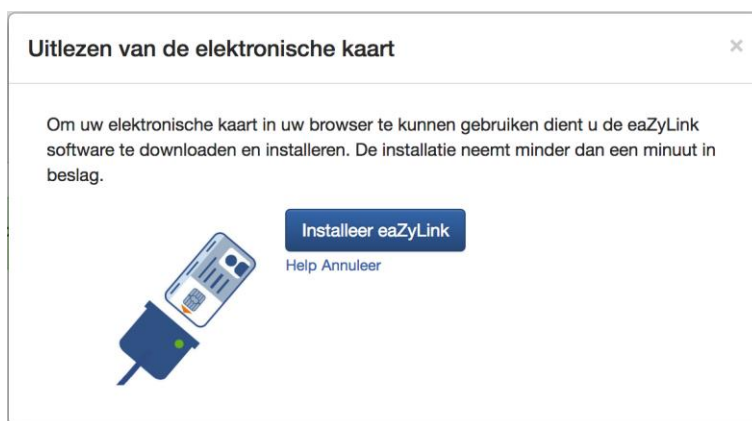 Uitlezen van de elektronische kaart
×
Om uw elektronische kaart in uw browser te kunnen gebruiken dient u de eaZyLink
software te downloaden en installeren. De installatie neemt minder dan een minuut in
beslag.
Installeer eaZyLink
Help Annuleer